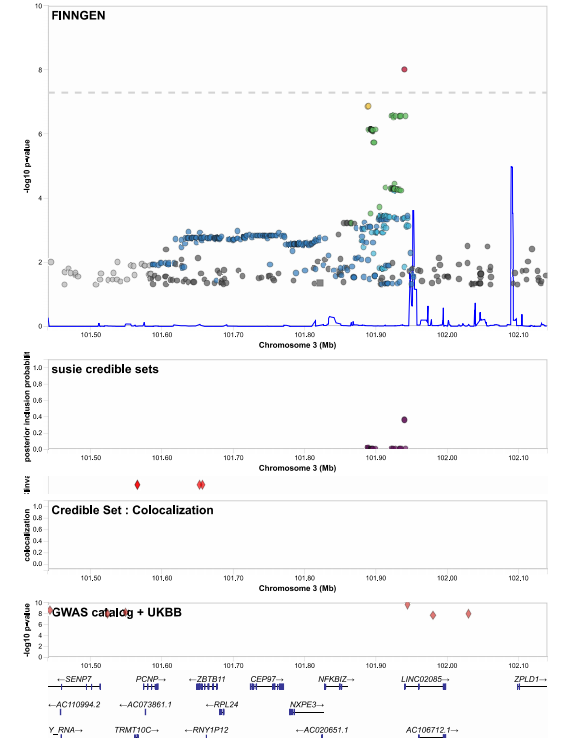 10
FINNGEN
8
6
4
2
0
-log10 p-value
101.50 101.60 101.70 101.80 101.90 102.00 102.10
Chromosome 3 (Mb)
1.0
susie credible sets
0.8
0.6
0.4
0.2
0.0
101.50 101.60 101.70 101.80 101.90 102.00 102.10
Chromosome 3 (Mb)
1.0
Credible Set : Colocalization
0.8
0.6
0.4
0.2
0.0
colocalization
101.50 101.60 101.70 101.80 101.90 102.00 102.10
Chromosome 3 (Mb)
10
GWAS catalog + UKBB
8
6
4
2
0
-log10 p-value
101.50 101.60 101.70 101.80 101.90 102.00 102.10
←SENP7 PCNP→ ←ZBTB11 CEP97→ NFKBIZ→ LINC02085→ ZPLD1→
←AC110994.2 ←AC073861.1 ←RPL24 NXPE3→
Y_RNA→ TRMT10C→ ←RNY1P12 ←AC020651.1 AC106712.1→